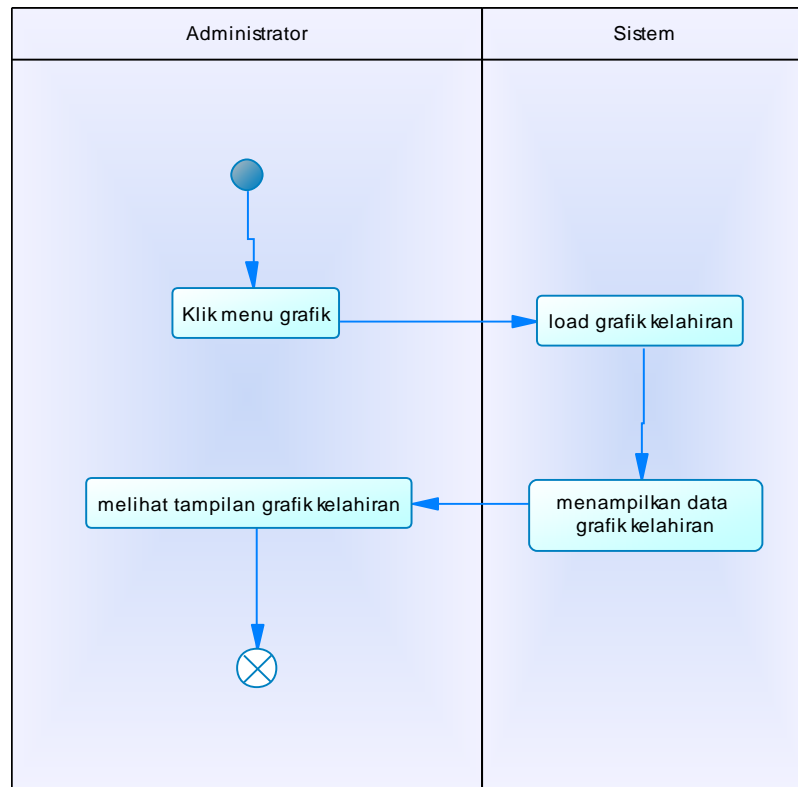 Administrator
Sistem
Klik menu grafik
load grafik kelahiran
melihat tampilan grafik kelahiran
menampilkan data
grafik kelahiran